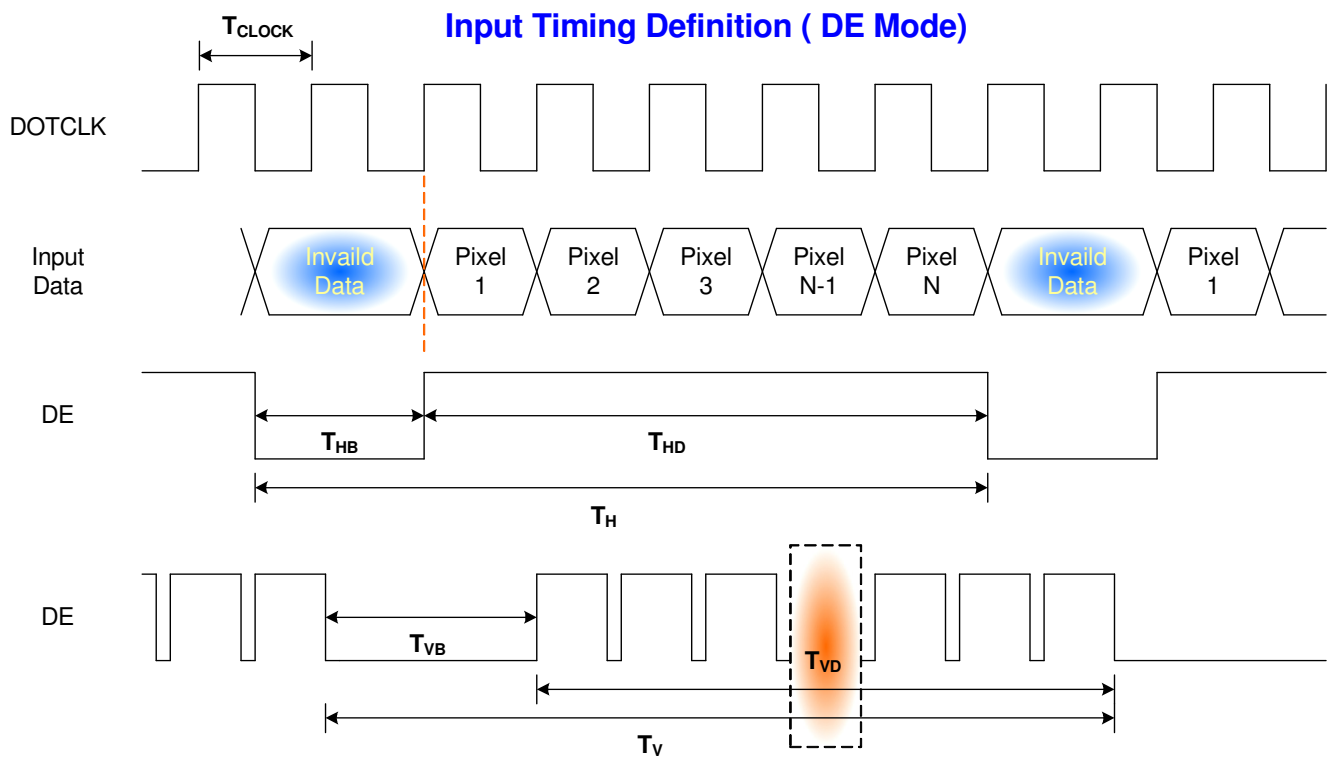 Input Timing Definition ( DE Mode)
TCLOCK
DOTCLK
Input
Data
Invaild
Data
Pixel
1
Pixel
2
Pixel
3
Pixel
N-1
Pixel
N
Invaild
Data
Pixel
1
DE
THB
THD
TH
DE
TVB
TVD
TV